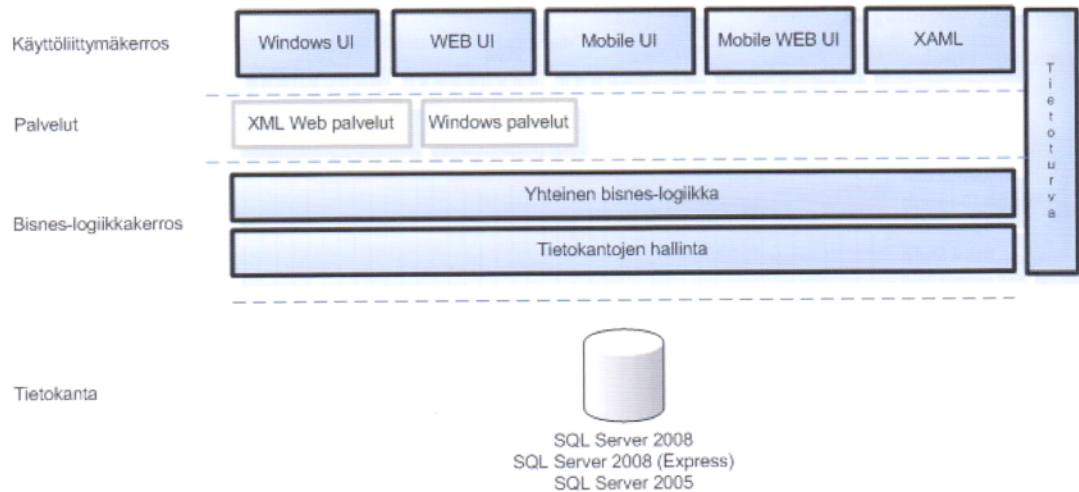 Käyttöliittymäkerros
Windows UI
WEB UI
Mobile UI
Mobile WEB UI
XAML
Tietoturva
Palvelut
XML Web palvelut
Windows palvelut
Bisnes-logiikkakerros
Yhteinen bisnes-logiikka
Tietokantojen hallinta
Tietokanta
SQL Server 2008
SQL Server 2008 (Express)
SQL Server 2005